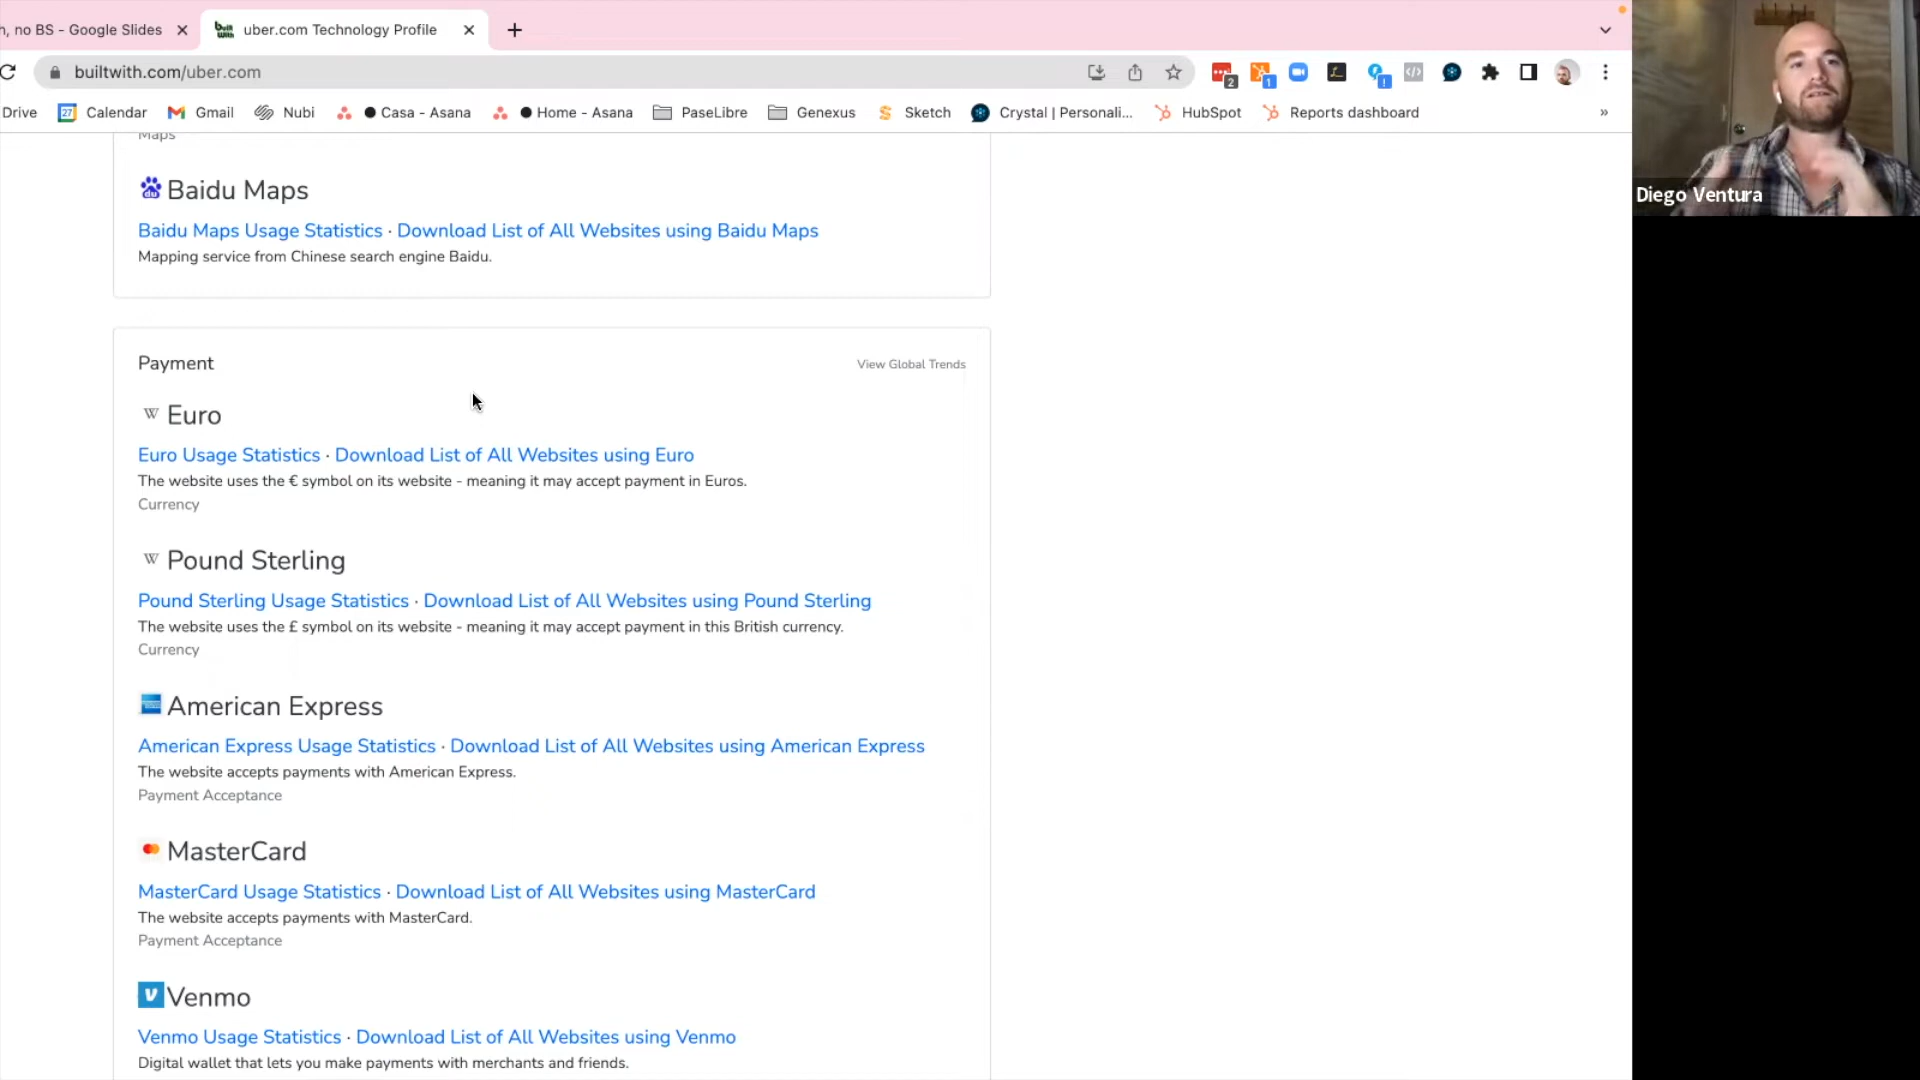 h, no BS - Google Slides
uber.com Technology Profile
builtwith.com/uber.com
2
1
!
Drive
27
Calendar
Gmail
Nubi
Casa - Asana
Home - Asana
PaseLibre
Genexus
Sketch
Crystal | Personali...
HubSpot
Reports dashboard
»
Maps
Baidu Maps
Baidu Maps Usage Statistics · Download List of All Websites using Baidu Maps
Mapping service from Chinese search engine Baidu.
Payment
View Global Trends
W Euro
Euro Usage Statistics · Download List of All Websites using Euro
The website uses the € symbol on its website - meaning it may accept payment in Euros.
Currency
W Pound Sterling
Pound Sterling Usage Statistics · Download List of All Websites using Pound Sterling
The website uses the £ symbol on its website - meaning it may accept payment in this British currency.
Currency
American Express
American Express Usage Statistics · Download List of All Websites using American Express
The website accepts payments with American Express.
Payment Acceptance
MasterCard
MasterCard Usage Statistics · Download List of All Websites using MasterCard
The website accepts payments with MasterCard.
Payment Acceptance
Venmo
Venmo Usage Statistics · Download List of All Websites using Venmo
Digital wallet that lets you make payments with merchants and friends.
Diego Ventura